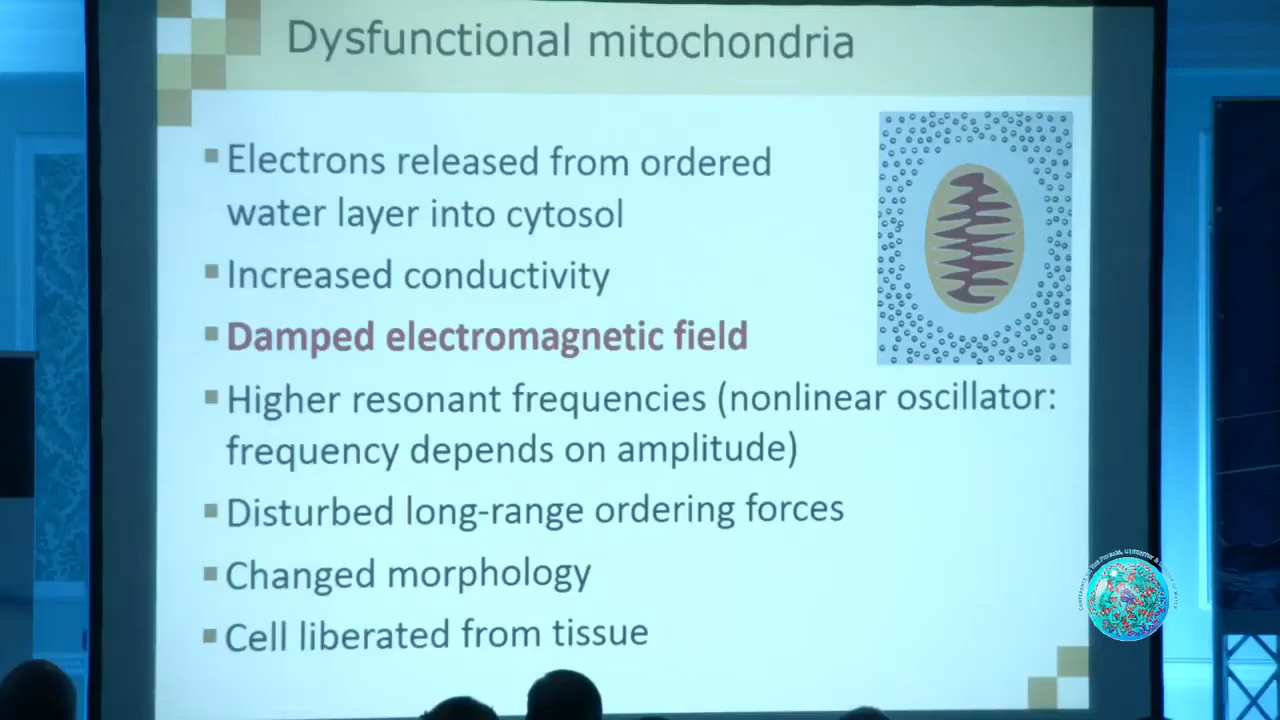 Dysfunctional mitochondria
Electrons released from ordered
water layer into cytosol
Increased conductivity
Damped electromagnetic field
Higher resonant frequencies (nonlinear oscillator:
frequency depends on amplitude)
Disturbed long-range ordering forces
Changed morphology
Cell liberated from tissue